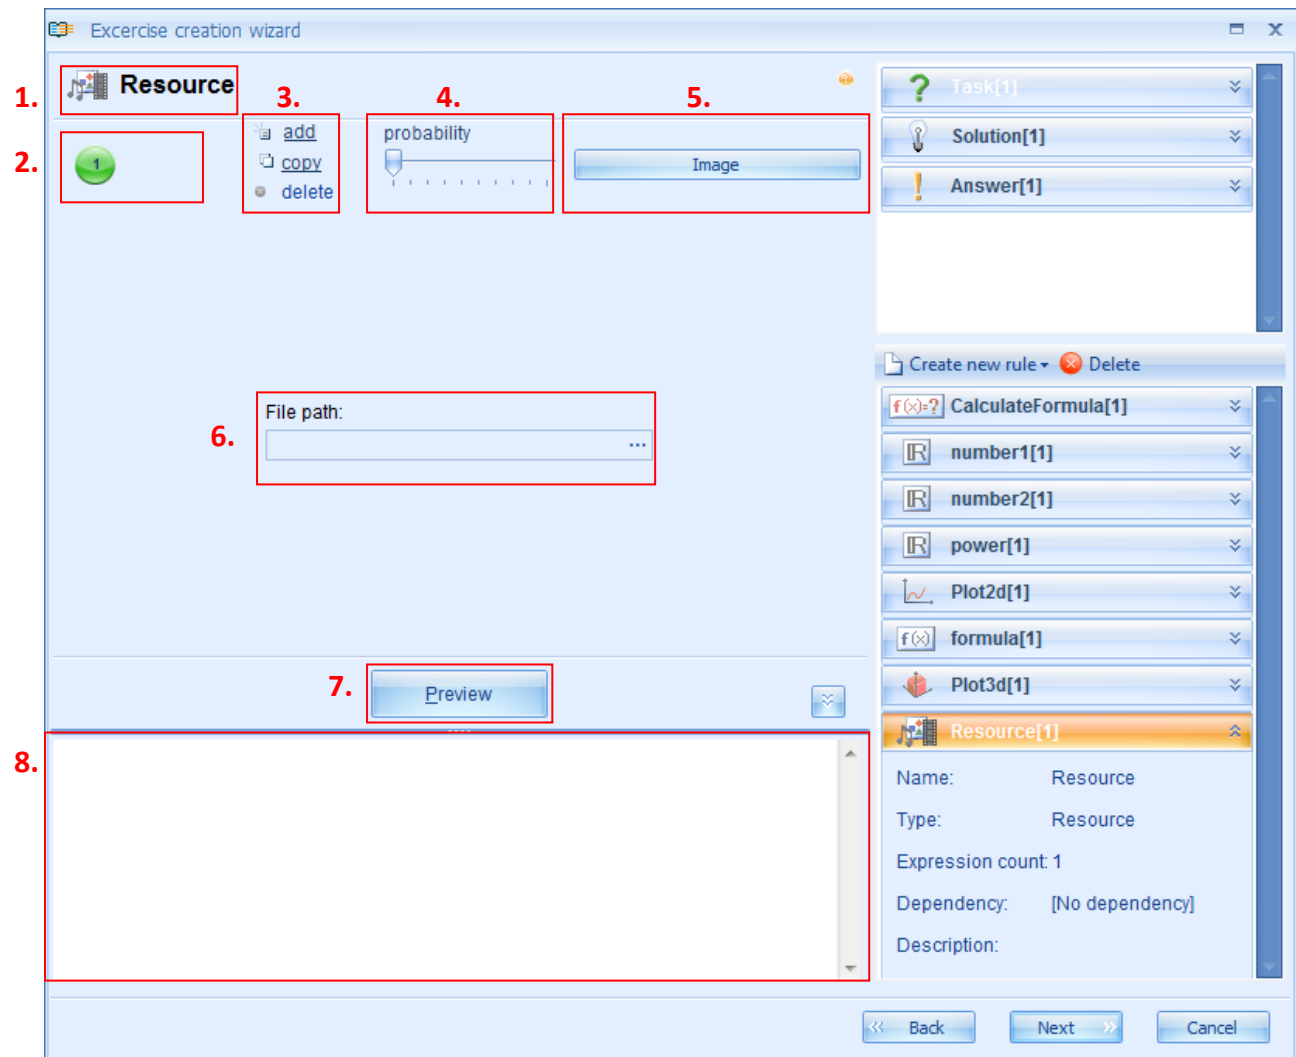 Excercise creation wizard
1.
Resource
2.
1
3.
add
copy
delete
4.
probability
5.
Image
6.
File path:
...
7.
Preview
8.
Task[1]
Solution[1]
Answer[1]
Create new rule
Delete
f(x)=? CalculateFormula[1]
R number1[1]
R number2[1]
R power[1]
Plot2d[1]
f(x) formula[1]
Plot3d[1]
Resource[1]
Name: Resource
Type: Resource
Expression count: 1
Dependency: [No dependency]
Description:
Back
Next
Cancel